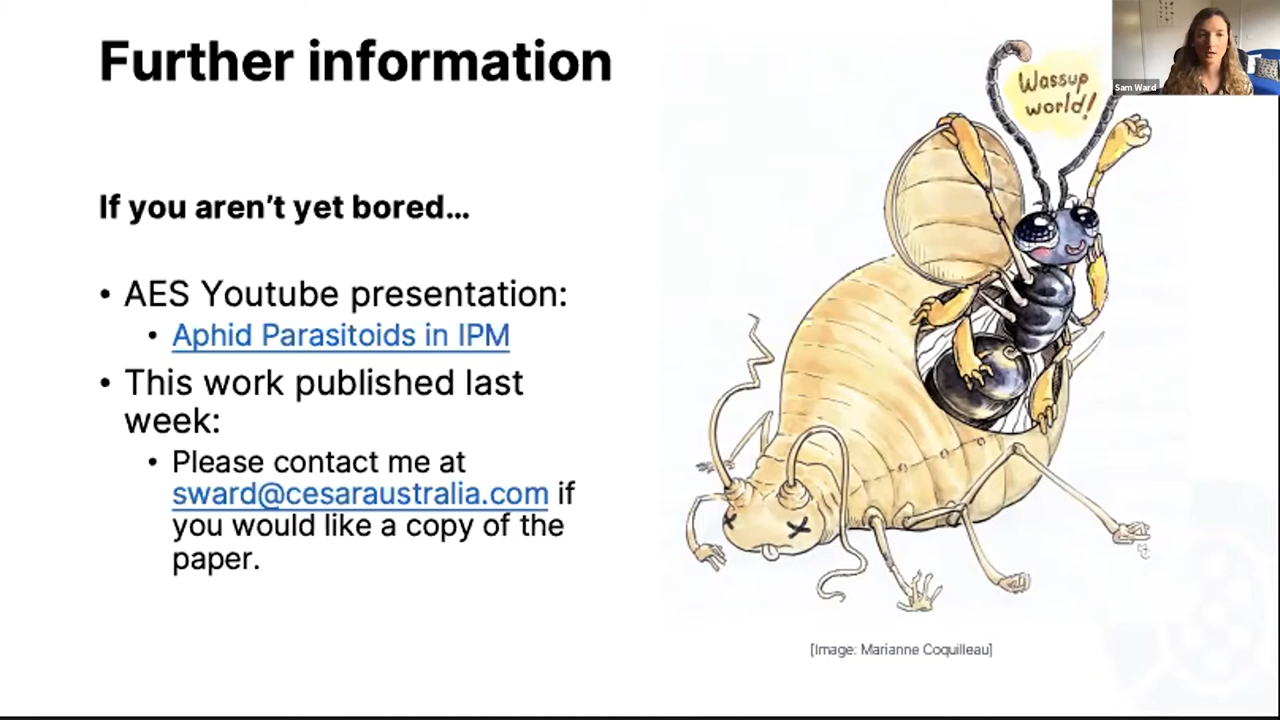 Further information
Wassup
world!
Sam Ward
If you aren't yet bored...
• AES Youtube presentation:
• Aphid Parasitoids in IPM
• This work published last
week:
• Please contact me at
sward@cesaraustralia.com if
you would like a copy of the
paper.
[Image: Marianne Coquilleau]